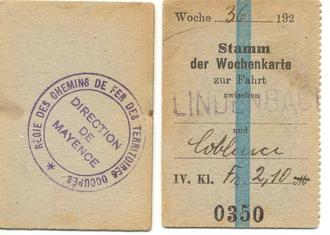 RÉGIE DES CHEMINS DE FER DES TERRITOIRES OCCUPÉS *
DIRECTION
DE
MAYENCE
Woche 36 192
Stamm
der Wochenkarte
zur Fahrt
zwischen
LINDENBACH
und
Coblence
IV. Kl. Fr. 2,10
0350